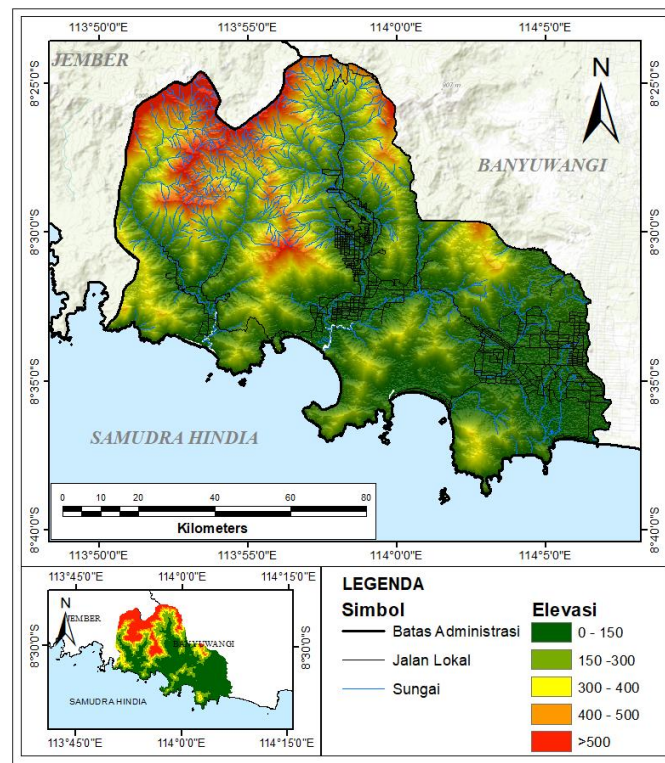 113°50'0"E 113°55'0"E 114°0'0"E 114°5'0"E
8°25'0"S 8°25'0"S
JEMBER
N
BANYUWANGI
8°30'0"S 8°30'0"S
8°35'0"S 8°35'0"S
SAMUDRA HINDIA
0 10 20 40 60 80
Kilometers
8°40'0"S 8°40'0"S
113°50'0"E 113°55'0"E 114°0'0"E 114°5'0"E
113°45'0"E 114°0'0"E 114°15'0"E
N
JEMBER
BANYUWANGI
8°30'0"S 8°30'0"S
SAMUDRA HINDIA
113°45'0"E 114°0'0"E 114°15'0"E
LEGENDA
Simbol
Batas Administrasi
Jalan Lokal
Sungai
Elevasi
0 - 150
150 -300
300 - 400
400 - 500
>500